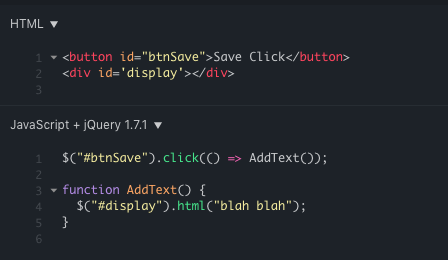 HTML ▼
1 <button id="btnSave">Save Click</button>
2 <div id='display'></div>
3
JavaScript + jQuery 1.7.1 ▼
1 $("#btnSave").click(() => AddText());
2
3 function AddText() {
4   $("#display").html("blah blah");
5 }
6